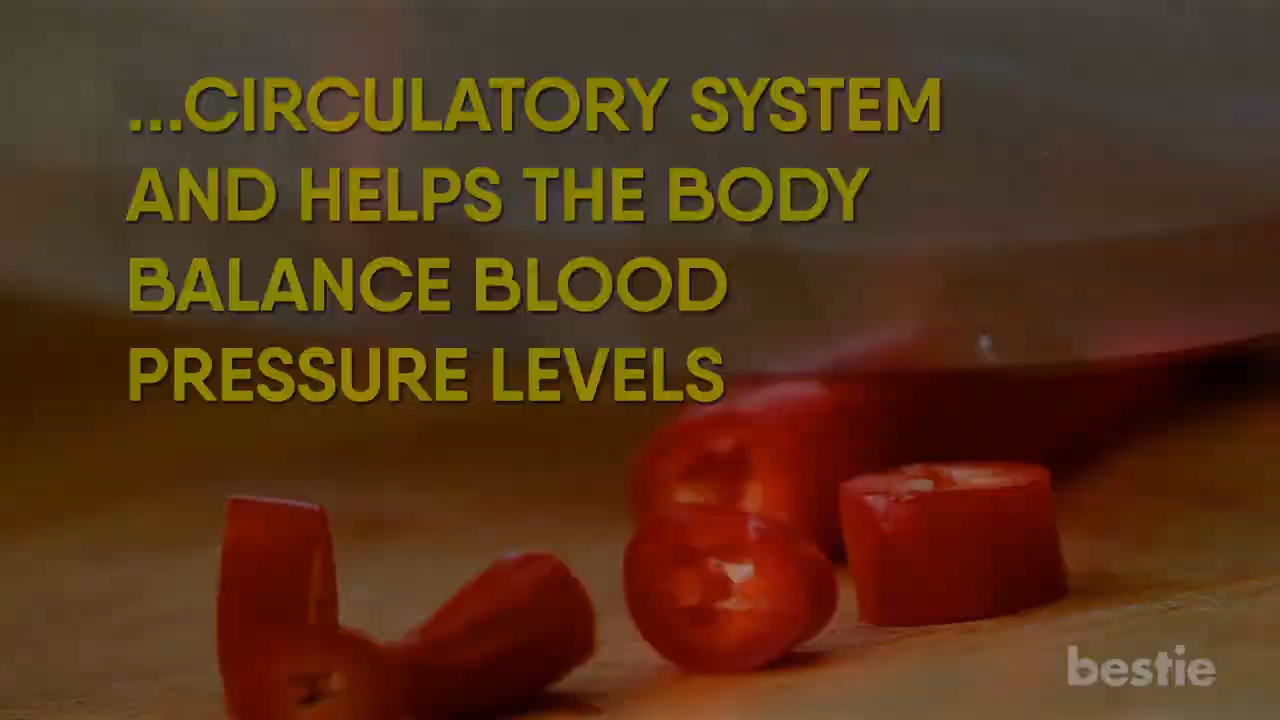 ...CIRCULATORY SYSTEM
AND HELPS THE BODY
BALANCE BLOOD
PRESSURE LEVELS
bestie